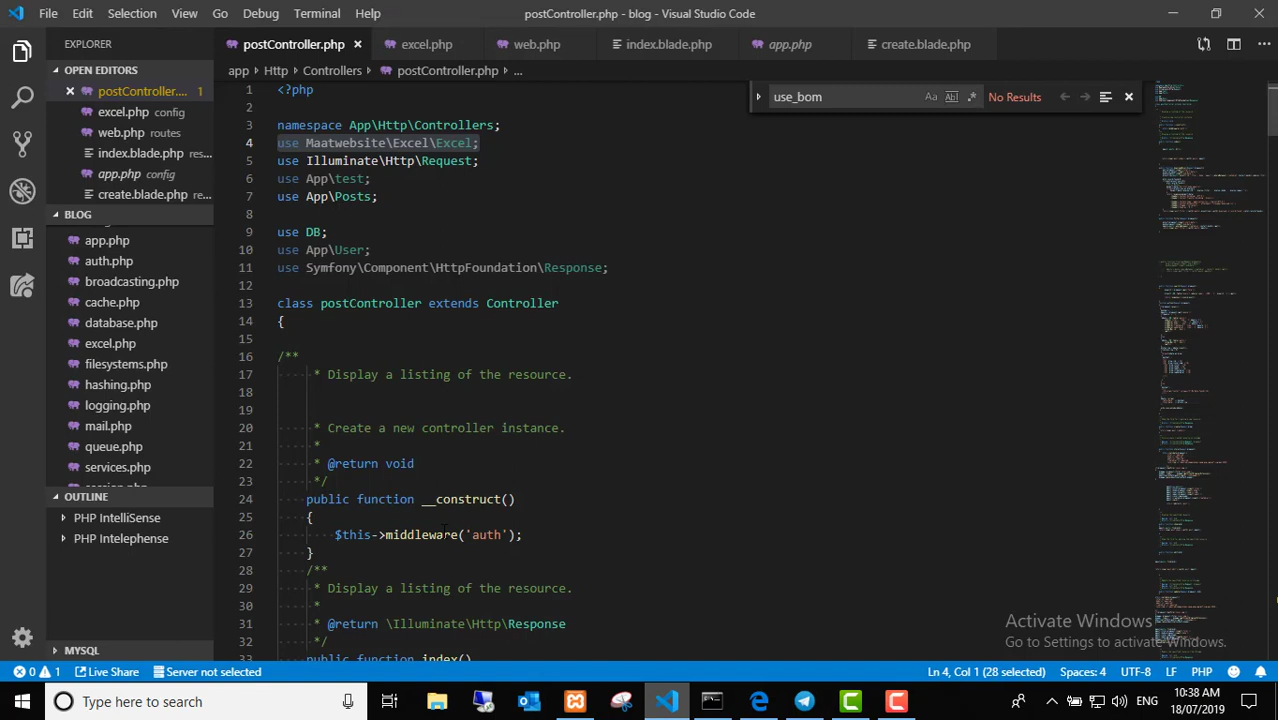 File Edit Selection View Go Debug Terminal Help postController.php - blog - Visual Studio Code
EXPLORER
OPEN EDITORS
postController.... 1
excel.php config
web.php routes
index.blade.php res...
app.php config
create.blade.php re...
BLOG
app.php
auth.php
broadcasting.php
cache.php
database.php
excel.php
filesystems.php
hashing.php
logging.php
mail.php
queue.php
services.php
OUTLINE
PHP IntelliSense
PHP Intelephense
MYSQL
postController.php excel.php web.php index.blade.php app.php create.blade.php
app Http Controllers postController.php ...
use_bom Aa Abl .* No Results
1 <?php
2
3 namespace App\Http\Controllers;
4 use Maatwebsite\Excel\Excel;
5 use Illuminate\Http\Request;
6 use App\test;
7 use App\Posts;
8
9 use DB;
10 use App\User;
11 use Symfony\Component\HttpFoundation\Response;
12
13 class postController extends Controller
14 {
15
16 /**
17 * Display a listing of the resource.
18
19
20 * Create a new controller instance.
21 *
22 * @return void
23 */
24 public function __construct()
25 {
26 $this->middleware('auth');
27 }
28 /**
29 * Display a listing of the resource.
30 *
31 * @return \Illuminate\Http\Response
32 */
33 public function index(
Activate Windows
Go to Settings to activate Windows.
0 1 Live Share Server not selected Ln 4, Col 1 (28 selected) Spaces: 4 UTF-8 LF PHP
Type here to search
10:38 AM
18/07/2019